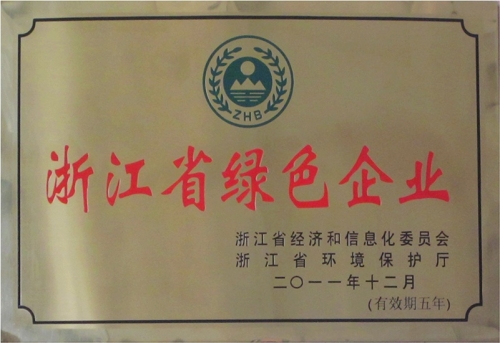 ZHB
浙江省绿色企业
浙江省经济和信息化委员会
浙江省环境保护厅
二〇一一年十二月
(有效期五年)